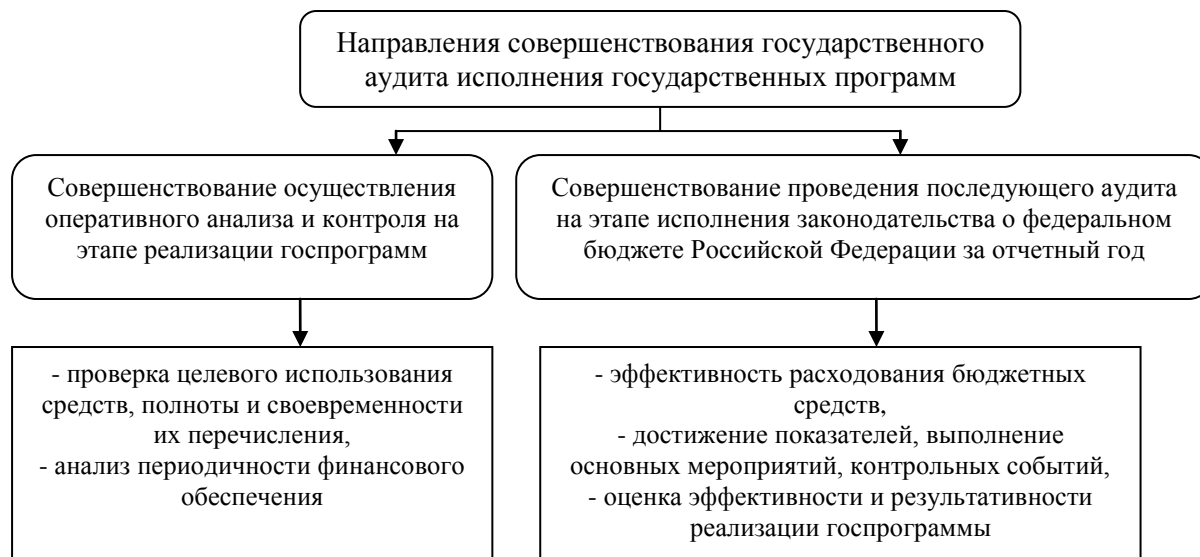 Направления совершенствования государственного
аудита исполнения государственных программ
Совершенствование осуществления
оперативного анализа и контроля на
этапе реализации госпрограмм
Совершенствование проведения последующего аудита
на этапе исполнения законодательства о федеральном
бюджете Российской Федерации за отчетный год
- проверка целевого использования
средств, полноты и своевременности
их перечисления,
- анализ периодичности финансового
обеспечения
- эффективность расходования бюджетных
средств,
- достижение показателей, выполнение
основных мероприятий, контрольных событий,
- оценка эффективности и результативности
реализации госпрограммы